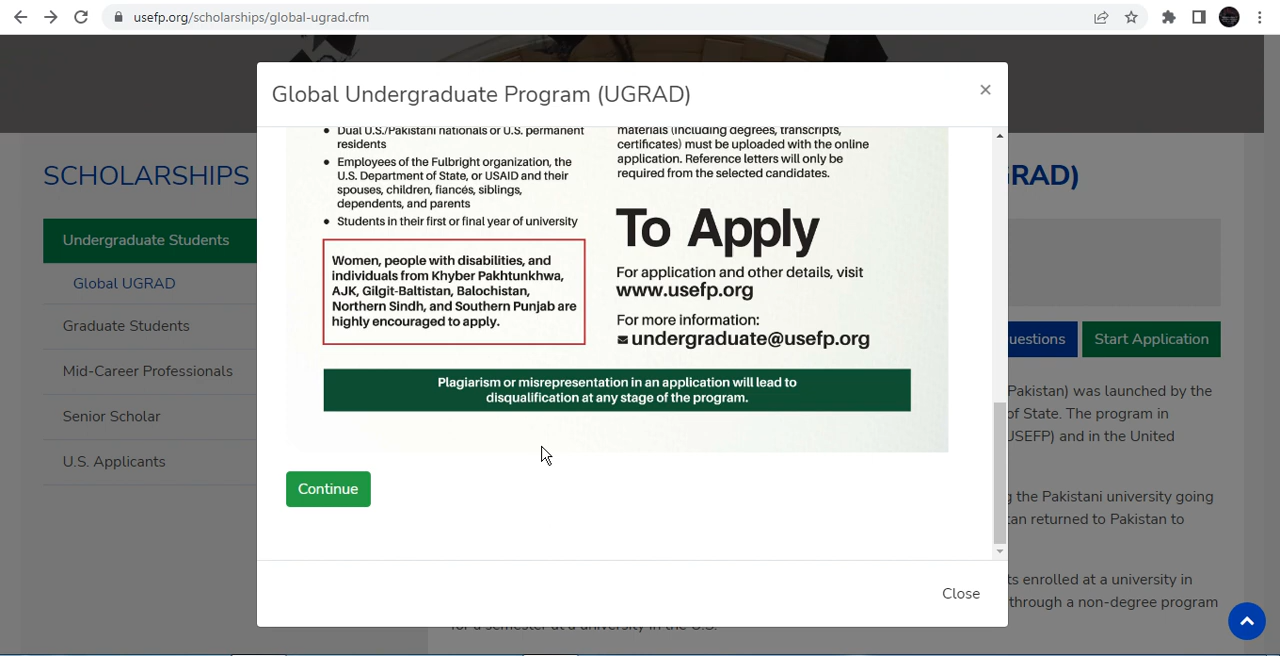 usefp.org/scholarships/global-ugrad.cfm
Global Undergraduate Program (UGRAD)
×
SCHOLARSHIPS
Undergraduate Students
Global UGRAD
Graduate Students
Mid-Career Professionals
Senior Scholar
U.S. Applicants
• Dual U.S./Pakistani nationals or U.S. permanent
residents
• Employees of the Fulbright organization, the
U.S. Department of State, or USAID and their
spouses, children, fiancés, siblings,
dependents, and parents
• Students in their first or final year of university
Women, people with disabilities, and
individuals from Khyber Pakhtunkhwa,
AJK, Gilgit-Baltistan, Balochistan,
Northern Sindh, and Southern Punjab are
highly encouraged to apply.
materials (including degrees, transcripts,
certificates) must be uploaded with the online
application. Reference letters will only be
required from the selected candidates.
To Apply
For application and other details, visit
www.usefp.org
For more information:
undergraduate@usefp.org
Plagiarism or misrepresentation in an application will lead to
disqualification at any stage of the program.
Continue
Close
RAD)
uestions
Start Application
Pakistan) was launched by the
of State. The program in
USEFP) and in the United
g the Pakistani university going
tan returned to Pakistan to
ts enrolled at a university in
through a non-degree program
for a semester at a university in the U.S.